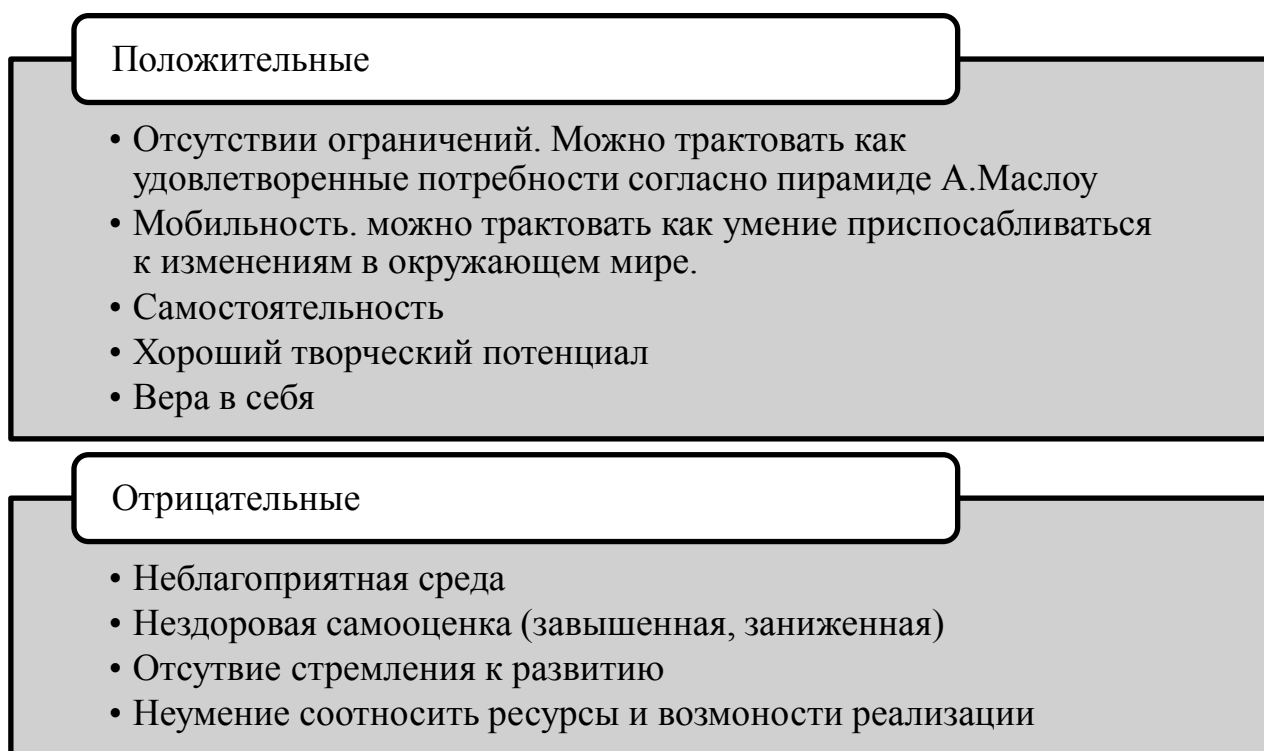 Положительные
• Отсутствии ограничений. Можно трактовать как
удовлетворенные потребности согласно пирамиде А.Маслоу
• Мобильность. можно трактовать как умение приспосабливаться
к изменениям в окружающем мире.
• Самостоятельность
• Хороший творческий потенциал
• Вера в себя
Отрицательные
• Неблагоприятная среда
• Нездоровая самооценка (завышенная, заниженная)
• Отсутвие стремления к развитию
• Неумение соотносить ресурсы и возмоности реализации